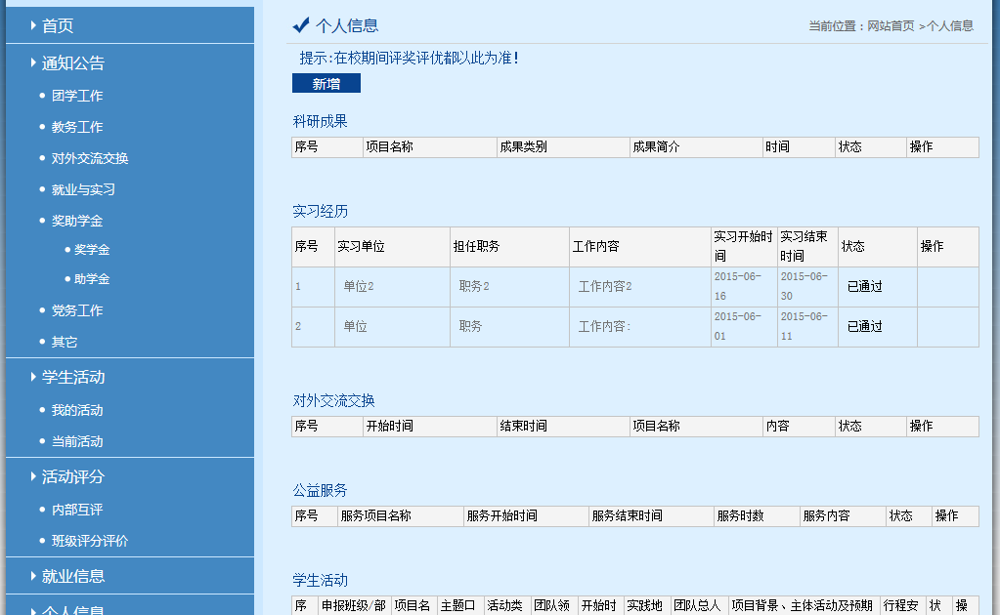 首页
通知公告
团学工作
教务工作
对外交流交换
就业与实习
奖助学金
奖学金
助学金
党务工作
其它
学生活动
我的活动
当前活动
活动评分
内部互评
班级评分评价
就业信息
个人信息
个人信息
当前位置：网站首页 >个人信息
提示:在校期间评奖评优都以此为准!
新增
科研成果
序号 项目名称 成果类别 成果简介 时间 状态 操作
实习经历
序号 实习单位 担任职务 工作内容 实习开始时间 实习结束时间 状态 操作
1 单位2 职务2 工作内容2 2015-06-16 2015-06-30 已通过
2 单位 职务 工作内容: 2015-06-01 2015-06-11 已通过
对外交流交换
序号 开始时间 结束时间 项目名称 内容 状态 操作
公益服务
序号 服务项目名称 服务开始时间 服务结束时间 服务时数 服务内容 状态 操作
学生活动
序 申报班级/部 项目名 主题口 活动类 团队领 开始时 实践地 团队总人 项目背景、主体活动及预期 行程安 状 操